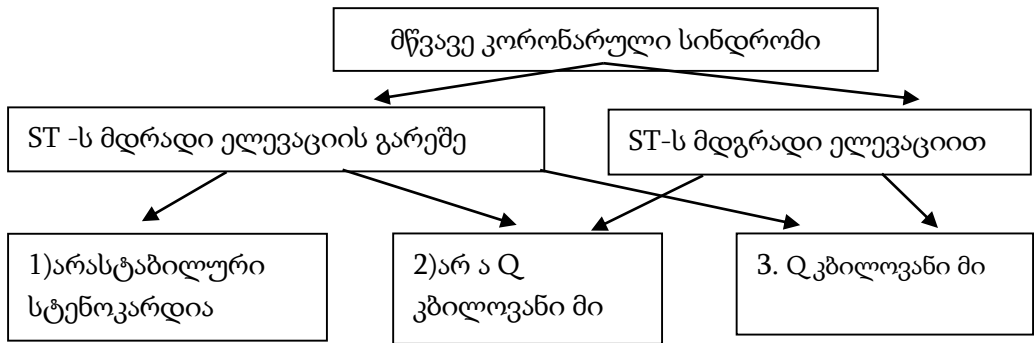 მწვავე კორონარული სინდრომი
ST -ს მდრადი ელევაციის გარეშე
ST-ს მდგრადი ელევაციით
1)არასტაბილური
სტენოკარდია
2)არ ა Q
კბილოვანი მი
3. Q კბილოვანი მი